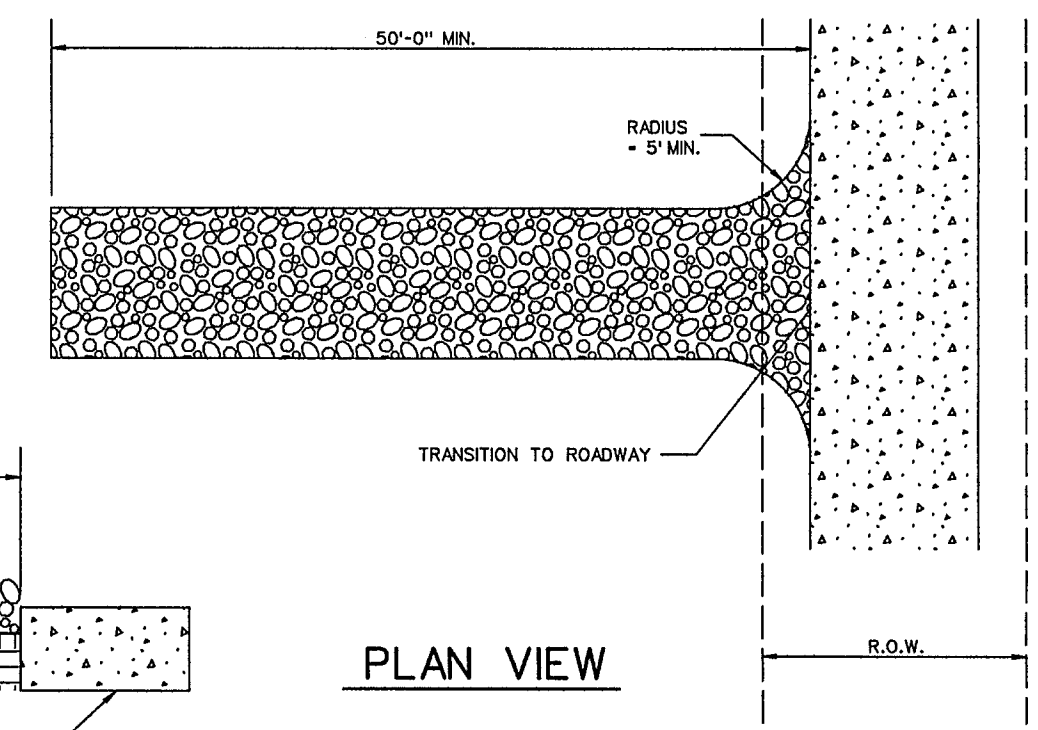 50'-0" MIN.
RADIUS
= 5' MIN.
TRANSITION TO ROADWAY
PLAN VIEW
R.O.W.